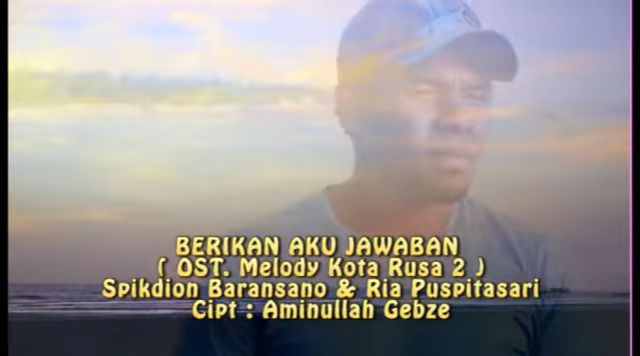 BERIKAN AKU JAWABAN
( OST. Melody Kota Rusa 2 )
Spikdion Baransano & Ria Puspitasari
Cipt : Aminullah Gebze